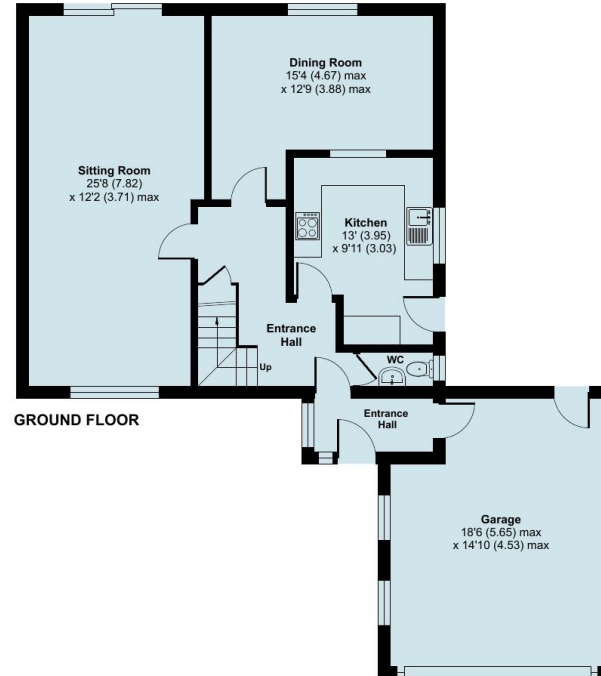 Dining Room
15'4 (4.67) max
x 12'9 (3.88) max
Sitting Room
25'8 (7.82)
x 12'2 (3.71) max
Kitchen
13' (3.95)
x 9'11 (3.03)
Entrance
Hall
Up
WC
GROUND FLOOR
Entrance
Hall
Garage
18'6 (5.65) max
x 14'10 (4.53) max